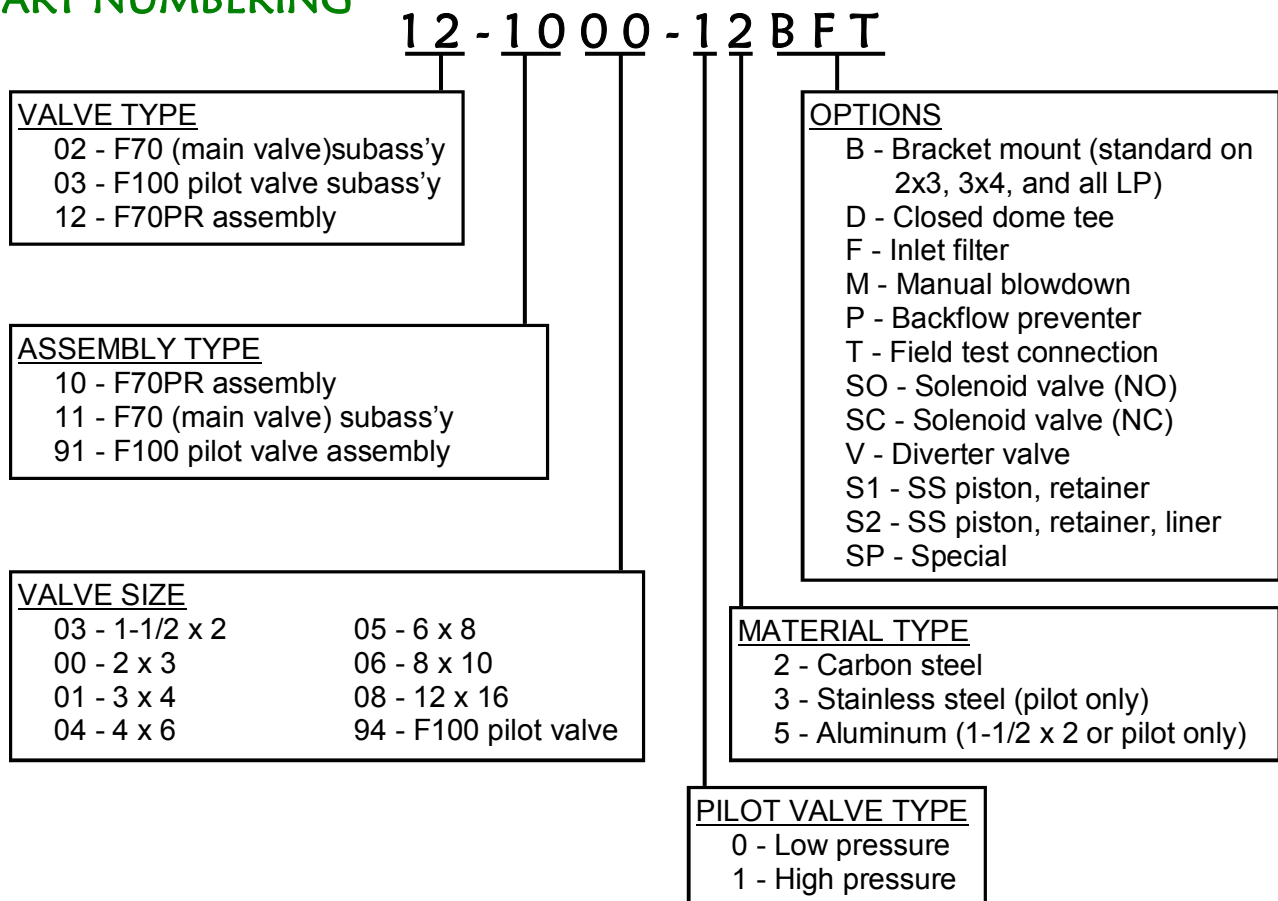 ART NUMBERING
12-1000-12BFT
VALVE TYPE
02 - F70 (main valve)subass’y
03 - F100 pilot valve subass’y
12 - F70PR assembly
ASSEMBLY TYPE
10 - F70PR assembly
11 - F70 (main valve) subass’y
91 - F100 pilot valve assembly
VALVE SIZE
03 - 1-1/2 x 2
00 - 2 x 3
01 - 3 x 4
04 - 4 x 6
05 - 6 x 8
06 - 8 x 10
08 - 12 x 16
94 - F100 pilot valve
OPTIONS
B - Bracket mount (standard on
2x3, 3x4, and all LP)
D - Closed dome tee
F - Inlet filter
M - Manual blowdown
P - Backflow preventer
T - Field test connection
SO - Solenoid valve (NO)
SC - Solenoid valve (NC)
V - Diverter valve
S1 - SS piston, retainer
S2 - SS piston, retainer, liner
SP - Special
MATERIAL TYPE
2 - Carbon steel
3 - Stainless steel (pilot only)
5 - Aluminum (1-1/2 x 2 or pilot only)
PILOT VALVE TYPE
0 - Low pressure
1 - High pressure